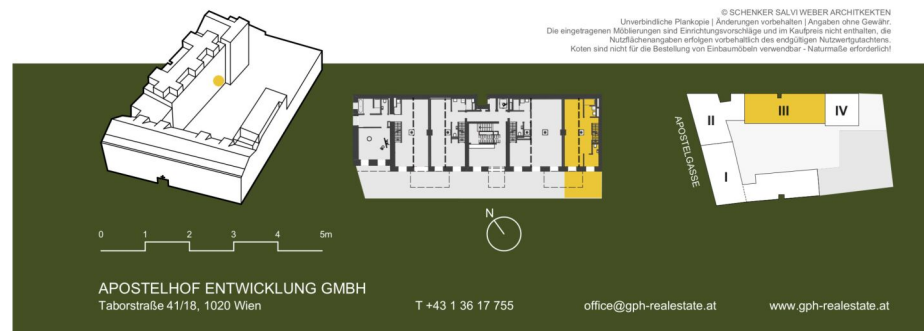 © SCHENKER SALVI WEBER ARCHITKEKTEN
Unverbindliche Plankopie | Änderungen vorbehalten | Angaben ohne Gewähr.
Die eingetragenen Möblierungen sind Einrichtungsvorschläge und im Kaufpreis nicht enthalten, die
Nutzflächenangaben erfolgen vorbehaltlich des endgültigen Nutzwertgutachtens.
Koten sind nicht für die Bestellung von Einbaumöbeln verwendbar - Naturmaße erforderlich!
II
III
IV
I
APOSTELGASSE
N
0 1 2 3 4 5m
APOSTELHOF ENTWICKLUNG GMBH
Taborstraße 41/18, 1020 Wien
T +43 1 36 17 755
office@gph-realestate.at
www.gph-realestate.at